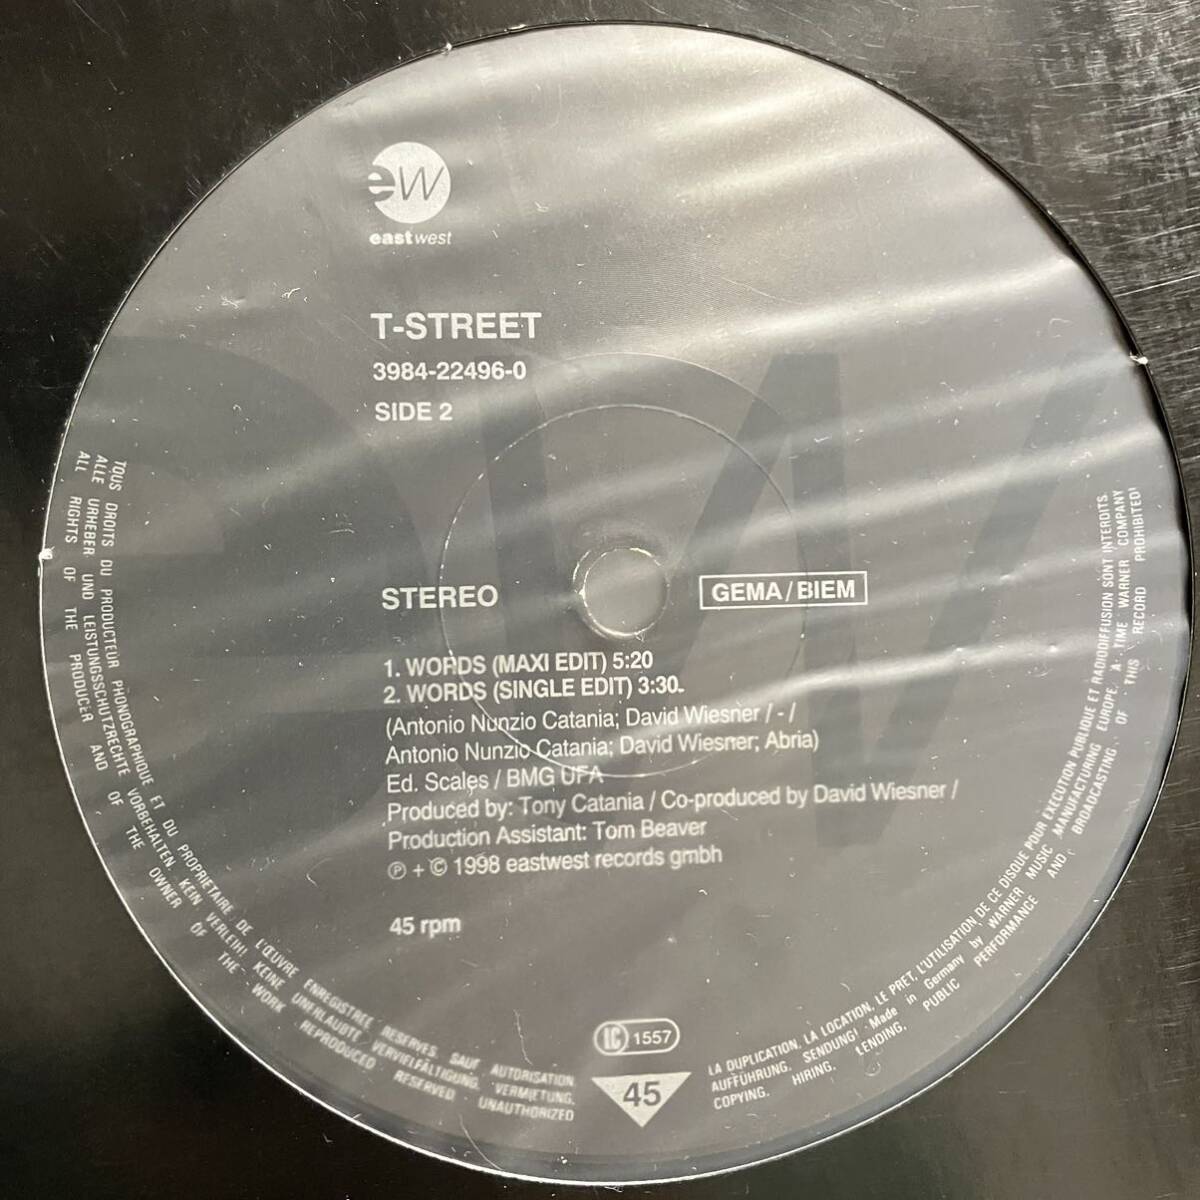 ew
eastwest
T-STREET
3984-22496-0
SIDE 2
STEREO
GEMA/BIEM
1. WORDS (MAXI EDIT) 5:20
2. WORDS (SINGLE EDIT) 3:30
(Antonio Nunzio Catania; David Wiesner / - /
Antonio Nunzio Catania; David Wiesner; Abria)
Ed. Scales / BMG UFA
Produced by: Tony Catania / Co-produced by David Wiesner /
Production Assistant: Tom Beaver
℗ + © 1998 eastwest records gmbh
45 rpm
LC 1557
45
TOUS DROITS DU PRODUCTEUR PHONOGRAPHIQUE ET DU PROPRIETAIRE DE L'ŒUVRE ENREGISTREE RESERVES. SAUF AUTORISATION
ALLE URHEBER UND LEISTUNGSSCHUTZRECHTE VORBEHALTEN. KEIN VERLEIH! KEINE UNERLAUBTE VERVIELFÄLTIGUNG, VERMIETUNG,
ALL RIGHTS OF THE PRODUCER AND OF THE OWNER OF THE WORK REPRODUCED RESERVED UNAUTHORIZED
LA DUPLICATION, LA LOCATION, LE PRET, L'UTILISATION DE CE DISQUE POUR EXECUTION PUBLIQUE ET RADIODIFFUSION SONT INTERDITS.
AUFFÜHRUNG, SENDUNG! Made in Germany by WARNER MUSIC MANUFACTURING EUROPE. A TIME WARNER COMPANY
COPYING, HIRING, LENDING, PUBLIC PERFORMANCE AND BROADCASTING OF THIS RECORD PROHIBITED!